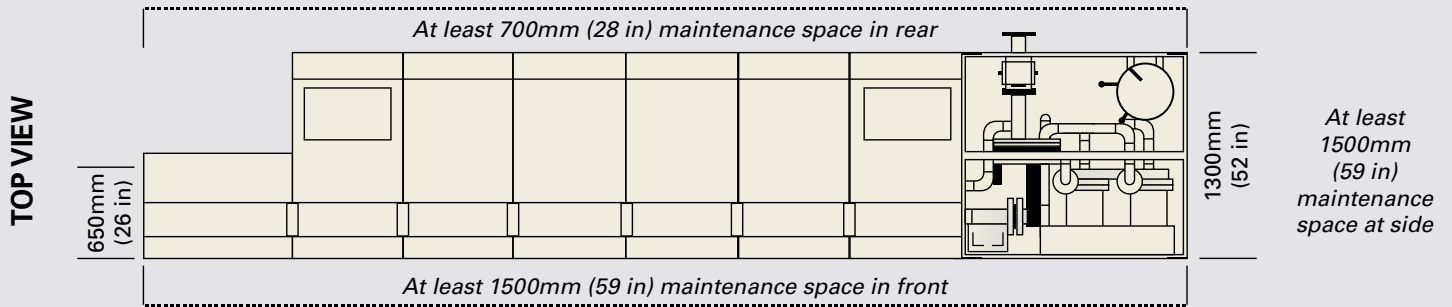 TOP VIEW
At least 700mm (28 in) maintenance space in rear
650mm
(26 in)
1300mm
(52 in)
At least
1500mm
(59 in)
maintenance
space at side
At least 1500mm (59 in) maintenance space in front